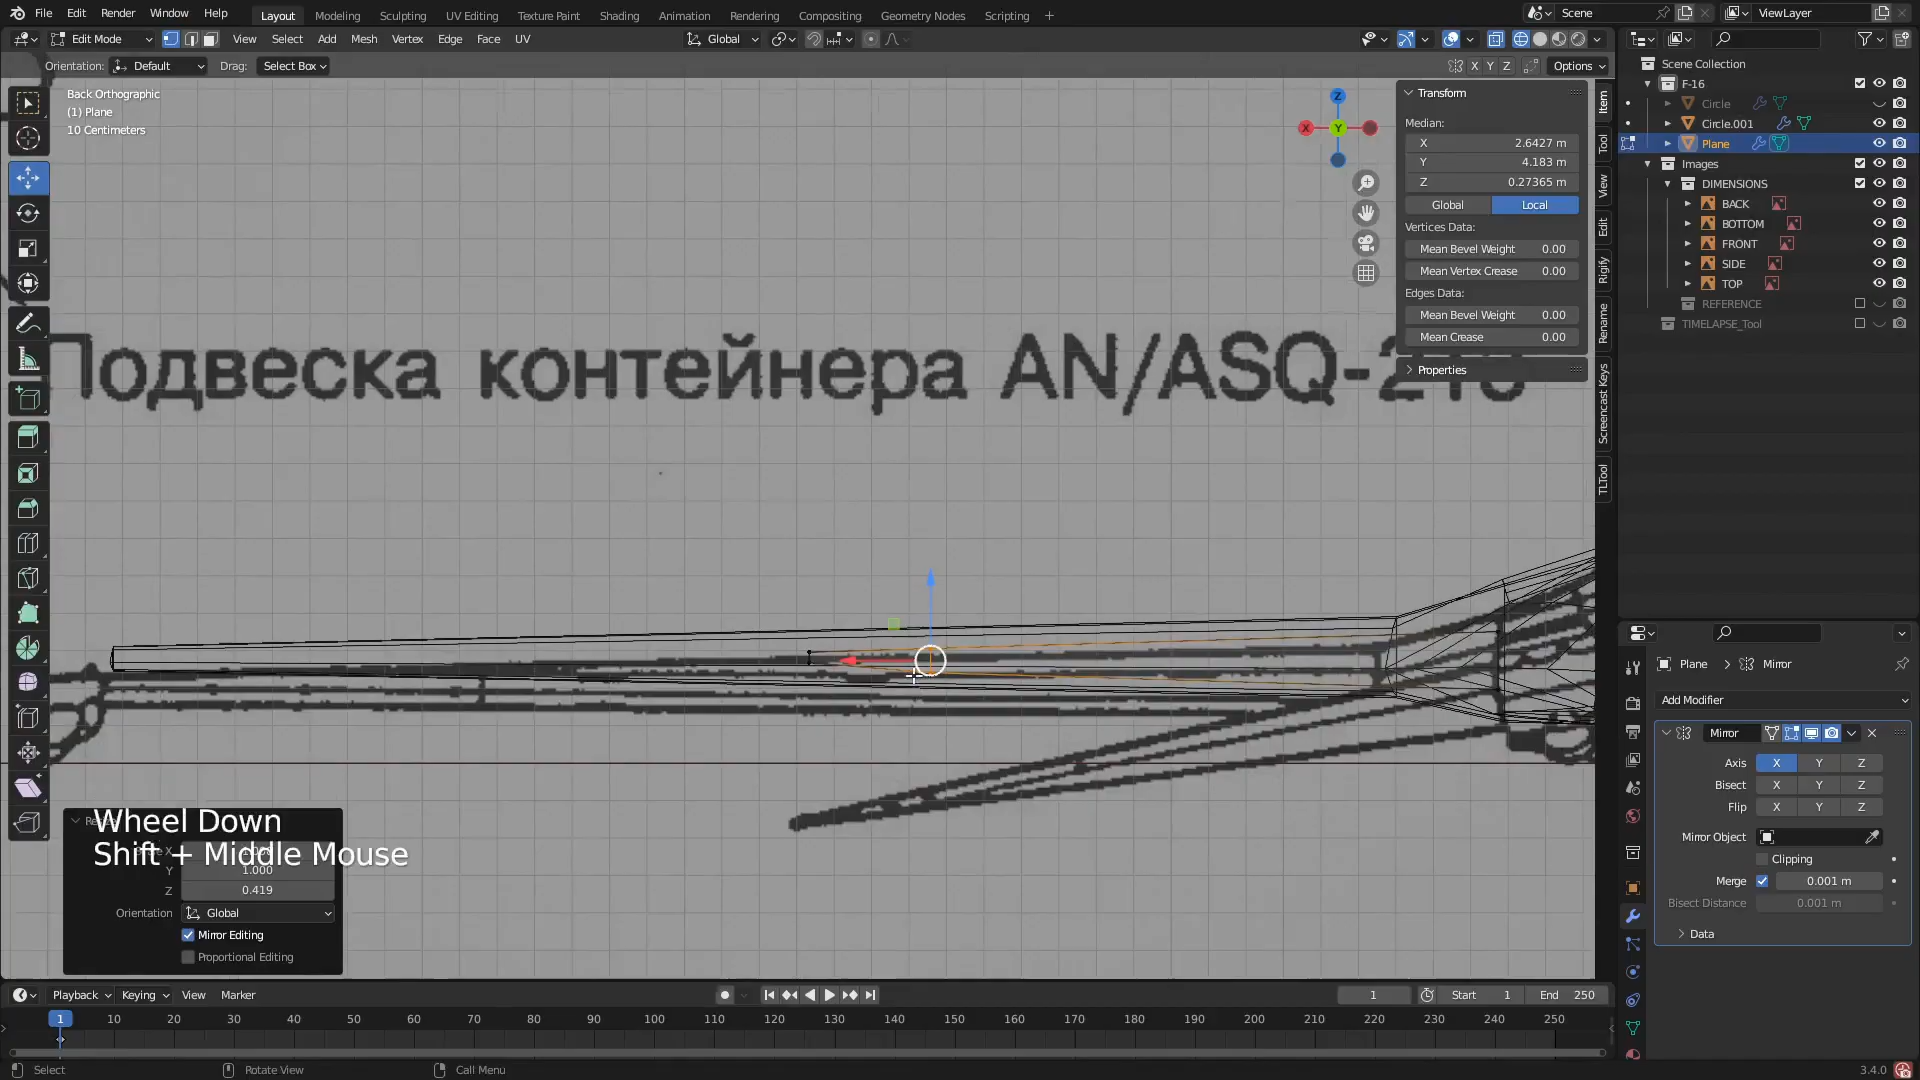 File Edit Render Window Help Layout Modeling Sculpting UV Editing Texture Paint Shading Animation Rendering Compositing Geometry Nodes Scripting + Scene ViewLayer
Edit Mode View Select Add Mesh Vertex Edge Face UV Global
Orientation: Default Drag: Select Box X Y Z Options
Back Orthographic
(1) Plane
10 Centimeters
Z
X Y
Transform
Median:
X 2.6427 m
Y 4.183 m
Z 0.27365 m
Global Local
Vertices Data:
Mean Bevel Weight 0.00
Mean Vertex Crease 0.00
Edges Data:
Mean Bevel Weight 0.00
Mean Crease 0.00
Properties
Item
Tool
View
Edit
Rigify
Rename
Screencast Keys
TLTool
Подвеска контейнера AN/ASQ-213
Scene Collection
F-16
Circle
Circle.001
Plane
Images
DIMENSIONS
BACK
BOTTOM
FRONT
SIDE
TOP
REFERENCE
TIMELAPSE_Tool
Plane > Mirror
Add Modifier
Mirror
Axis X Y Z
Bisect X Y Z
Flip X Y Z
Mirror Object
Clipping
Merge 0.001 m
Bisect Distance 0.001 m
Data
Wheel Down
Shift + Middle Mouse
Y 1.000
Z 0.419
Orientation Global
Mirror Editing
Proportional Editing
Playback Keying View Marker 1 Start 1 End 250
1 10 20 30 40 50 60 70 80 90 100 110 120 130 140 150 160 170 180 190 200 210 220 230 240 250
Select Rotate View Call Menu 3.4.0